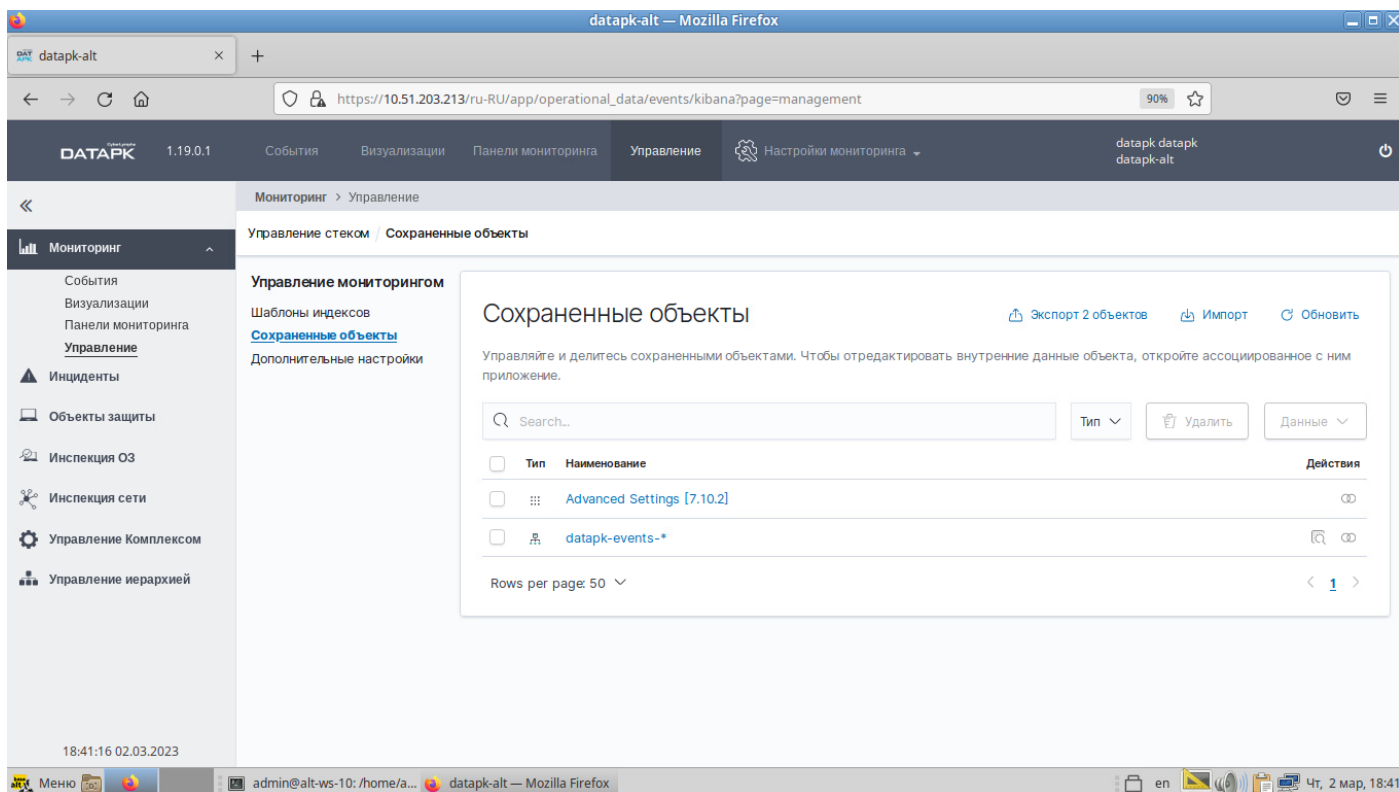 datapk-alt — Mozilla Firefox
datapk-alt
https://10.51.203.213/ru-RU/app/operational_data/events/kibana?page=management
90%
DATAPK 1.19.0.1
События Визуализации Панели мониторинга Управление Настройки мониторинга
datapk datapk
datapk-alt
Мониторинг > Управление
Управление стеком / Сохраненные объекты
Мониторинг
События
Визуализации
Панели мониторинга
Управление
Инциденты
Объекты защиты
Инспекция ОЗ
Инспекция сети
Управление Комплексом
Управление иерархией
18:41:16 02.03.2023
Управление мониторингом
Шаблоны индексов
Сохраненные объекты
Дополнительные настройки
Сохраненные объекты
Экспорт 2 объектов Импорт Обновить
Управляйте и делитесь сохраненными объектами. Чтобы отредактировать внутренние данные объекта, откройте ассоциированное с ним
приложение.
Search... Тип Удалить Данные
Тип Наименование Действия
Advanced Settings [7.10.2]
datapk-events-*
Rows per page: 50 < 1 >
Меню admin@alt-ws-10: /home/a... datapk-alt — Mozilla Firefox en Чт, 2 мар, 18:41